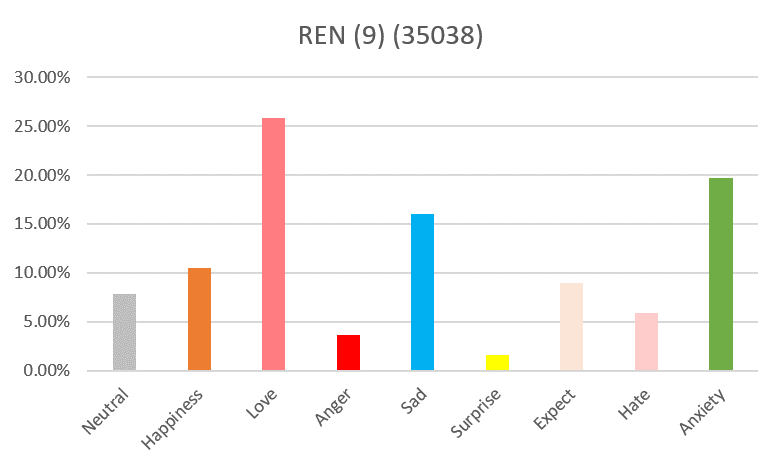 REN (9) (35038)
30.00%
25.00%
20.00%
15.00%
10.00%
5.00%
0.00%
Neutral
Happiness
Love
Anger
Sad
Surprise
Expect
Hate
Anxiety